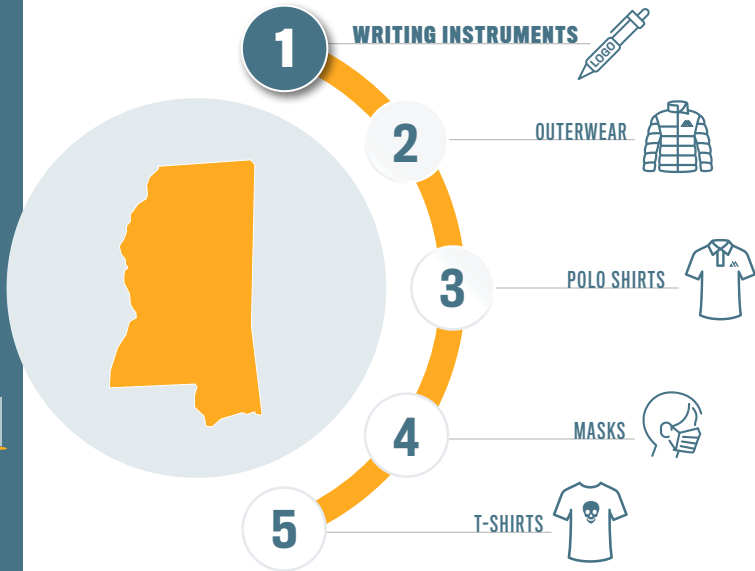 1 WRITING INSTRUMENTS
LOGO
2 OUTERWEAR
3 POLO SHIRTS
4 MASKS
5 T-SHIRTS